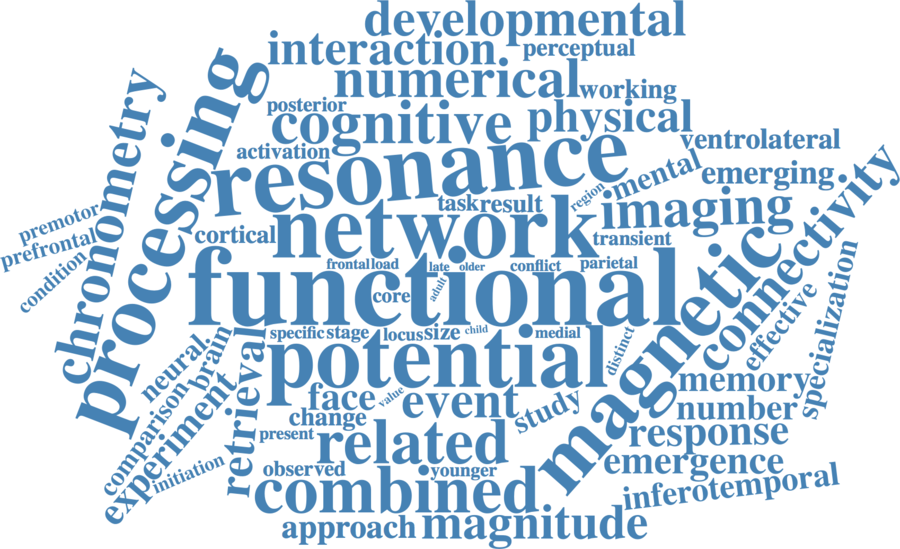 developmental
interaction
perceptual
numerical
working
posterior
cognitive
physical
activation
ventrolateral
processing
chronometry
resonance
mental
emerging
region
task
result
imaging
connectivity
premotor
prefrontal
condition
cortical
network
transient
magnetic
frontal
load
late
older
conflict
parietal
functional
core
adult
effective
specialization
specific
stage
locus
size
child
medial
distinct
neural
brain
retrieval
potential
memory
comparison
experiment
initiation
face
value
event
study
number
change
present
related
response
observed
younger
emergence
combined
inferotemporal
approach
magnitude